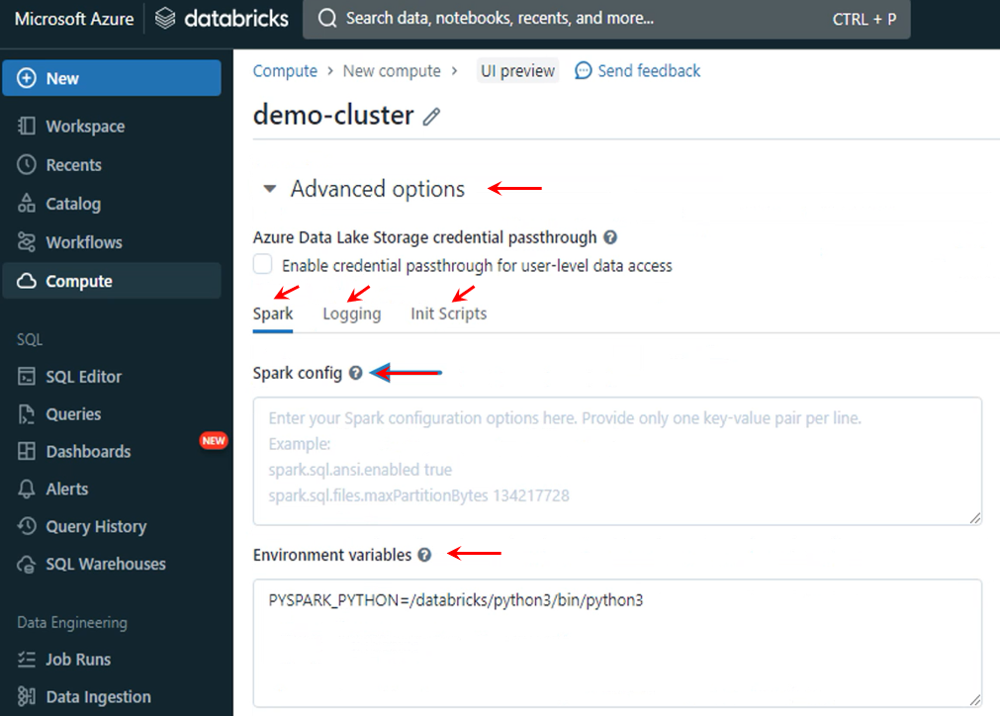 Microsoft Azure
databricks
Search data, notebooks, recents, and more...
CTRL + P
New
Workspace
Recents
Catalog
Workflows
Compute
SQL
SQL Editor
Queries
Dashboards
NEW
Alerts
Query History
SQL Warehouses
Data Engineering
Job Runs
Data Ingestion
Compute > New compute > UI preview Send feedback
demo-cluster
Advanced options
Azure Data Lake Storage credential passthrough ?
Enable credential passthrough for user-level data access
Spark Logging Init Scripts
Spark config ?
Enter your Spark configuration options here. Provide only one key-value pair per line.
Example:
spark.sql.ansi.enabled true
spark.sql.files.maxPartitionBytes 134217728
Environment variables ?
PYSPARK_PYTHON=/databricks/python3/bin/python3